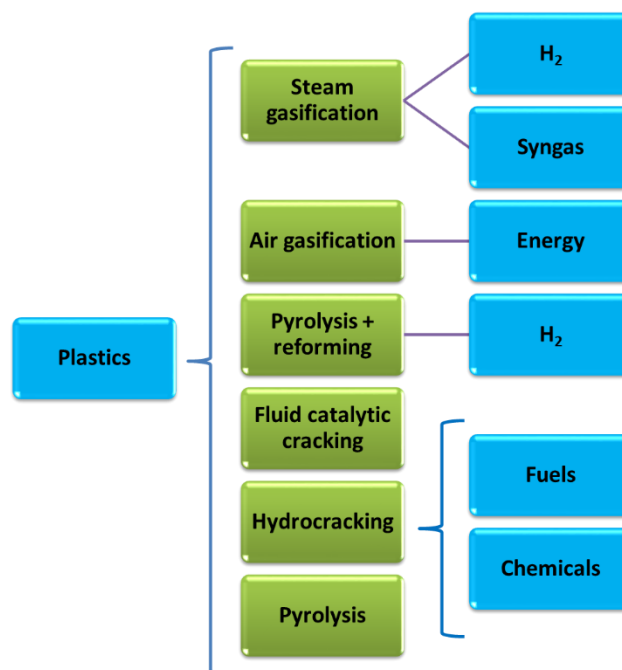 Plastics
Steam
gasification
H₂
Syngas
Air gasification
Energy
Pyrolysis +
reforming
H₂
Fluid catalytic
cracking
Hydrocracking
Pyrolysis
Fuels
Chemicals